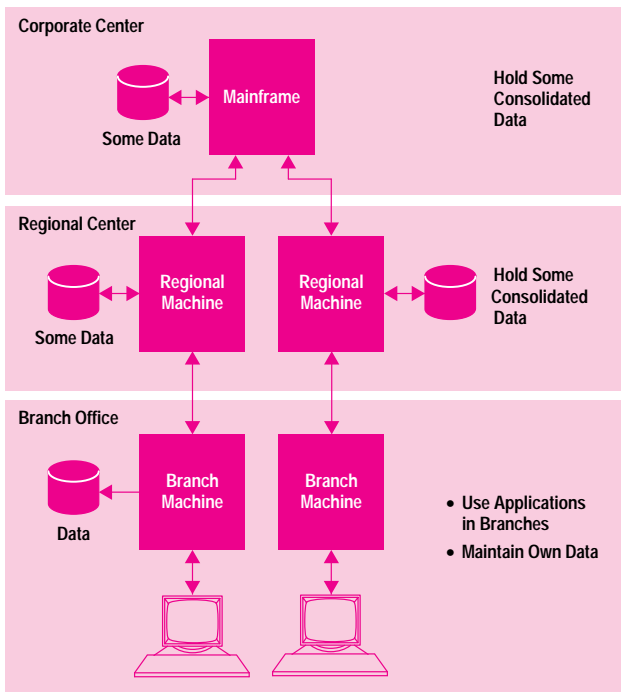 Corporate Center
Mainframe
Some Data
Hold Some
Consolidated
Data
Regional Center
Regional
Machine
Regional
Machine
Some Data
Hold Some
Consolidated
Data
Branch Office
Branch
Machine
Branch
Machine
Data
• Use Applications
in Branches
• Maintain Own Data